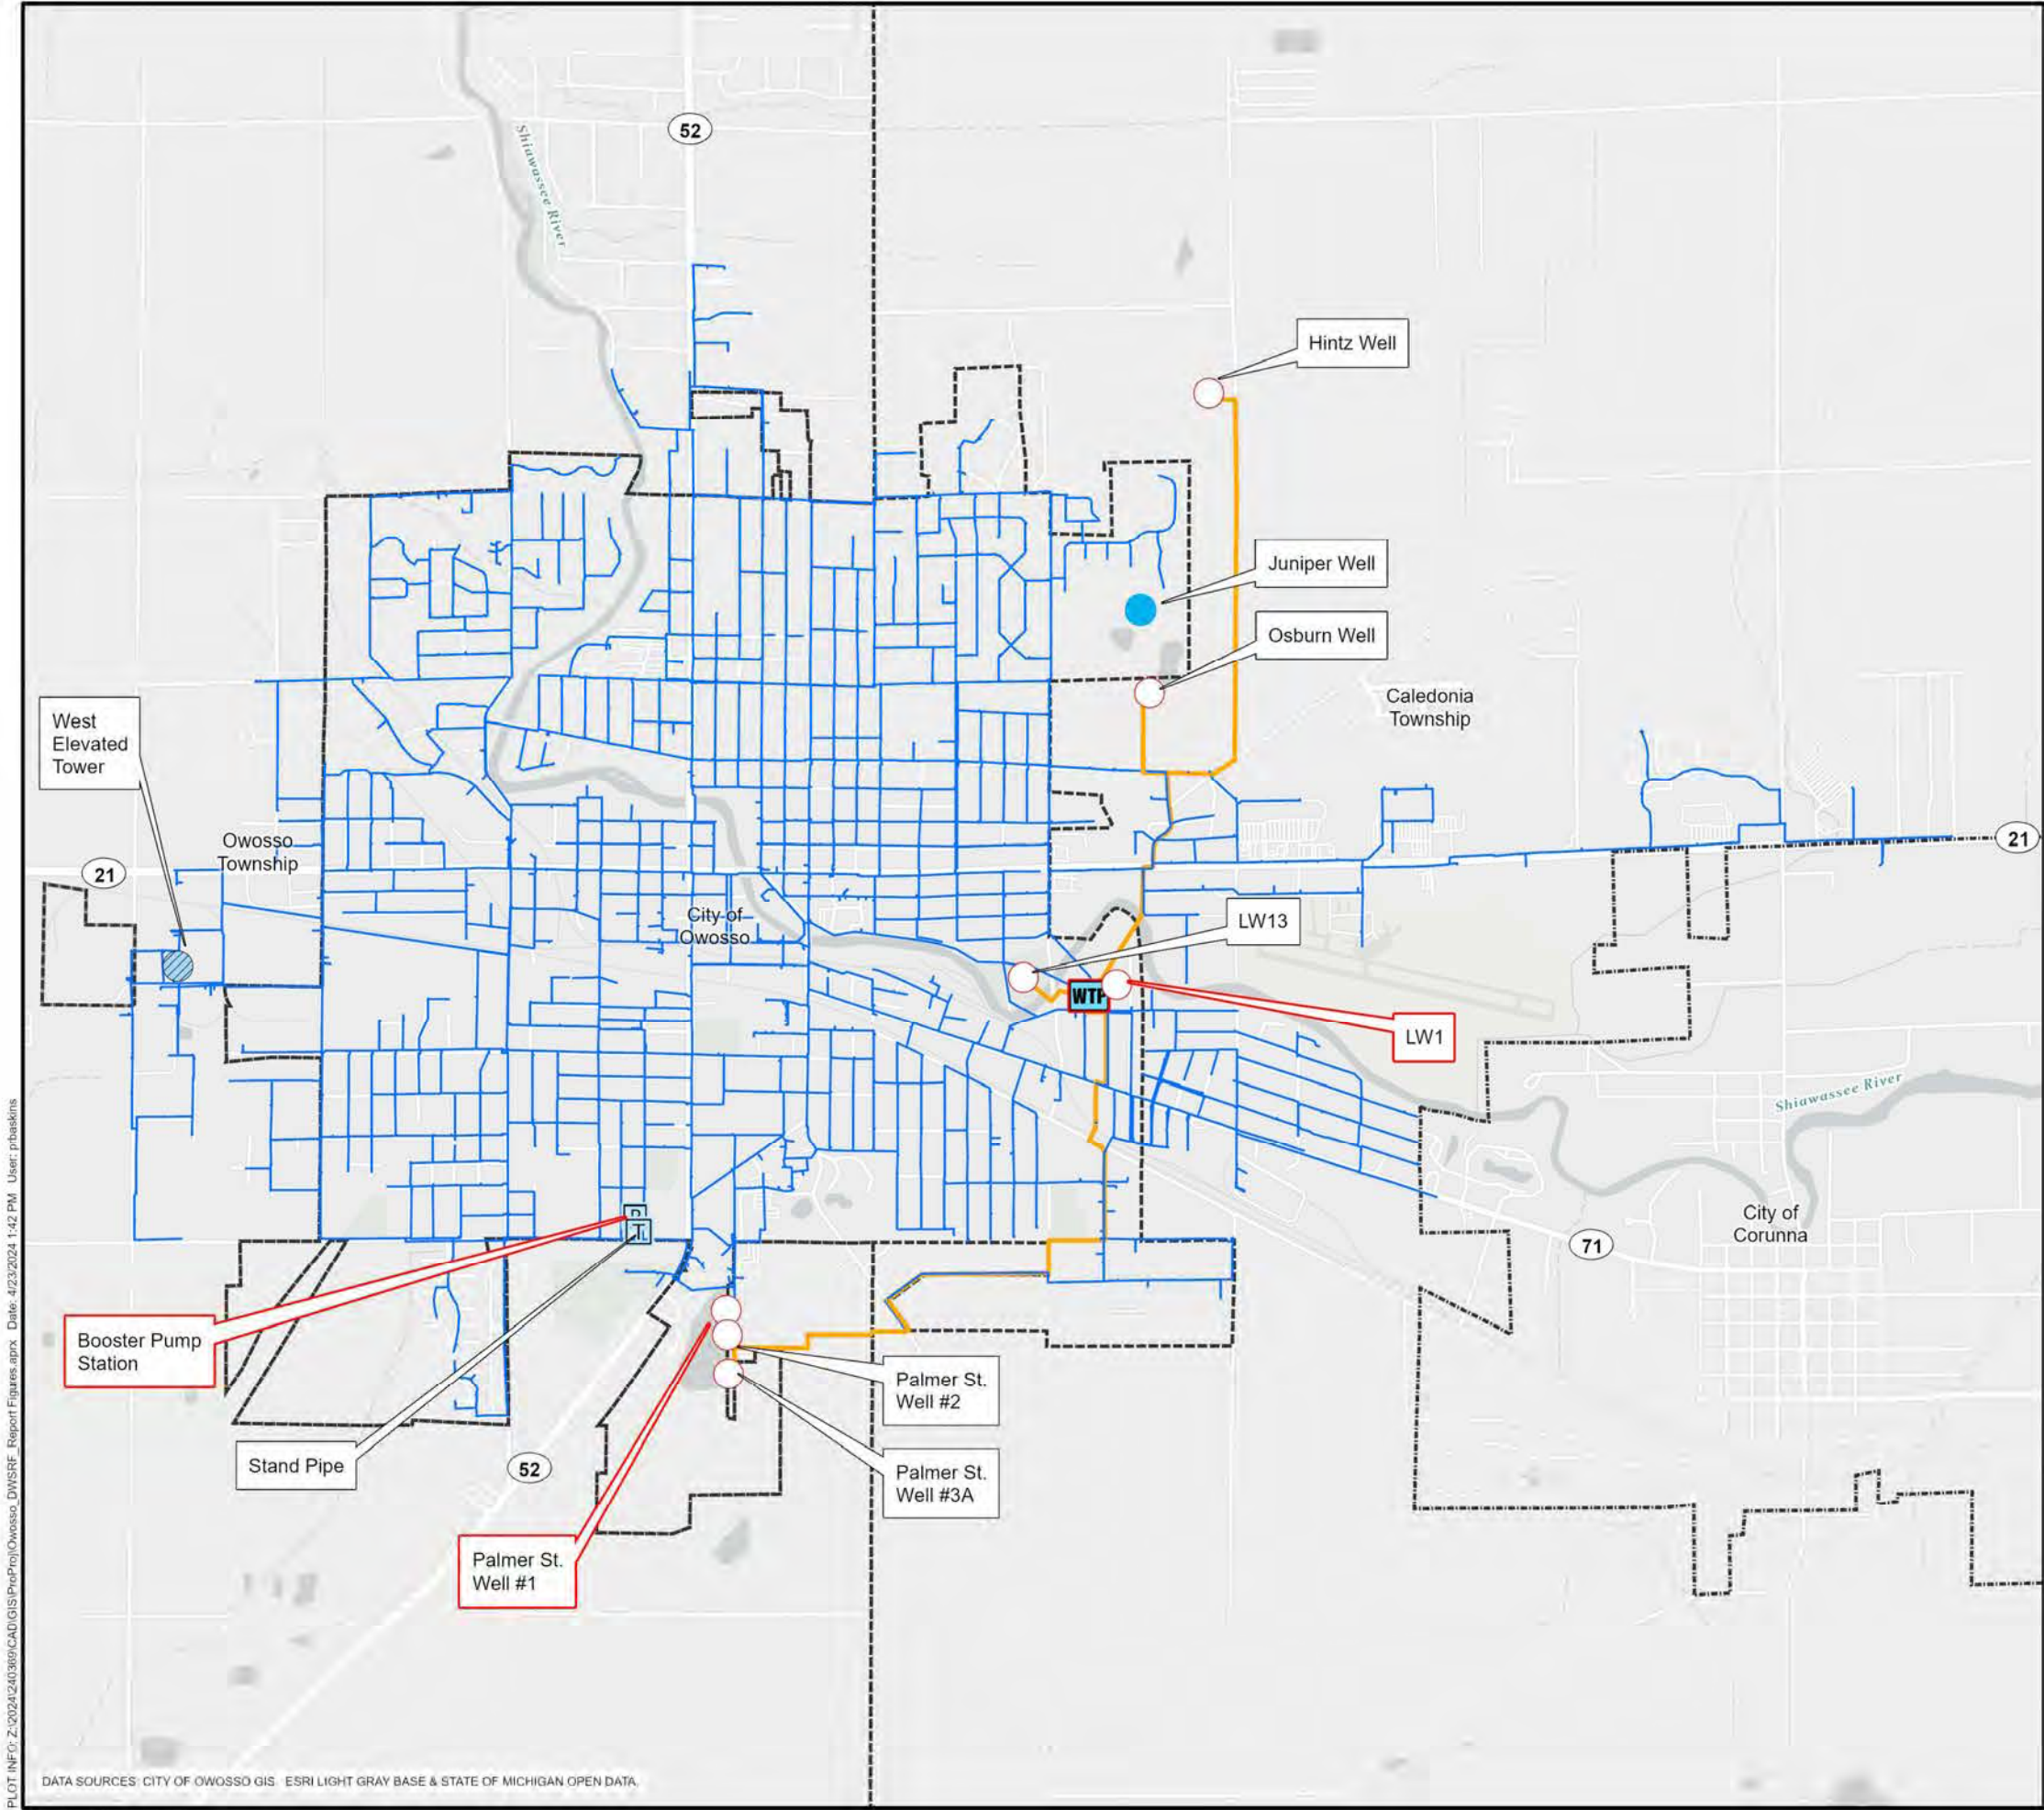 52
Shiawassee River
Hintz Well
Juniper Well
Osburn Well
Caledonia
Township
West
Elevated
Tower
Owosso
Township
21
21
City of
Owosso
LW13
WTP
LW1
Shiawassee River
City of
Corunna
71
T
Booster Pump
Station
Palmer St.
Well #2
Stand Pipe
52
Palmer St.
Well #3A
Palmer St.
Well #1
DATA SOURCES: CITY OF OWOSSO GIS. ESRI LIGHT GRAY BASE & STATE OF MICHIGAN OPEN DATA.
PLOT INFO: Z:\2024\240369\CAD\GIS\ProProj\Owosso_DWSRF_Report Figures.aprx Date: 4/23/2024 1:42 PM User: prbaskins